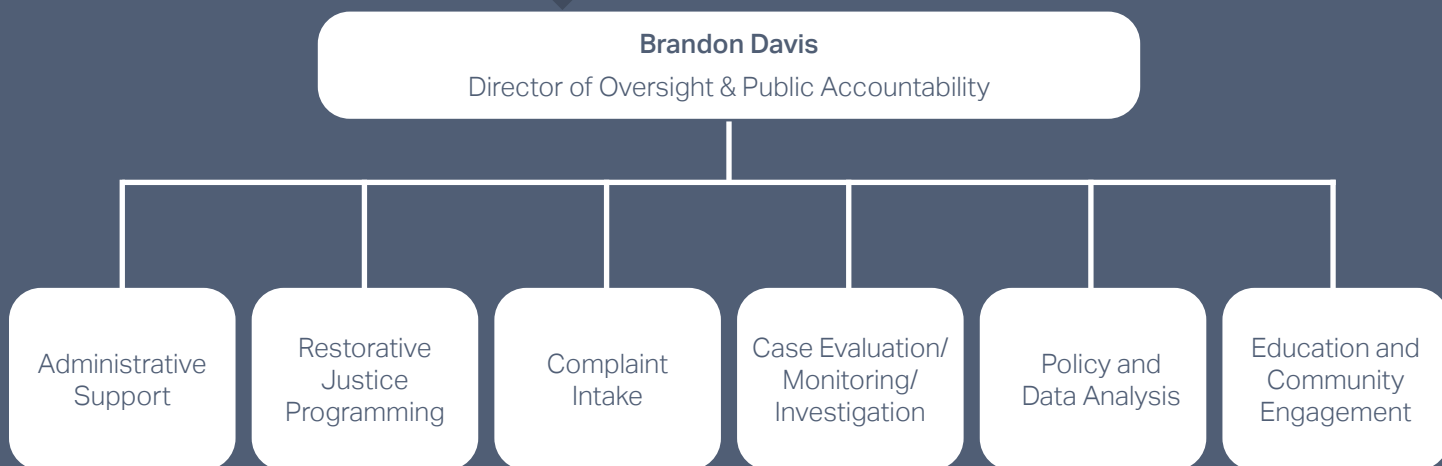 Brandon Davis
Director of Oversight & Public Accountability
Administrative
Support
Restorative
Justice
Programming
Complaint
Intake
Case Evaluation/
Monitoring/
Investigation
Policy and
Data Analysis
Education and
Community
Engagement